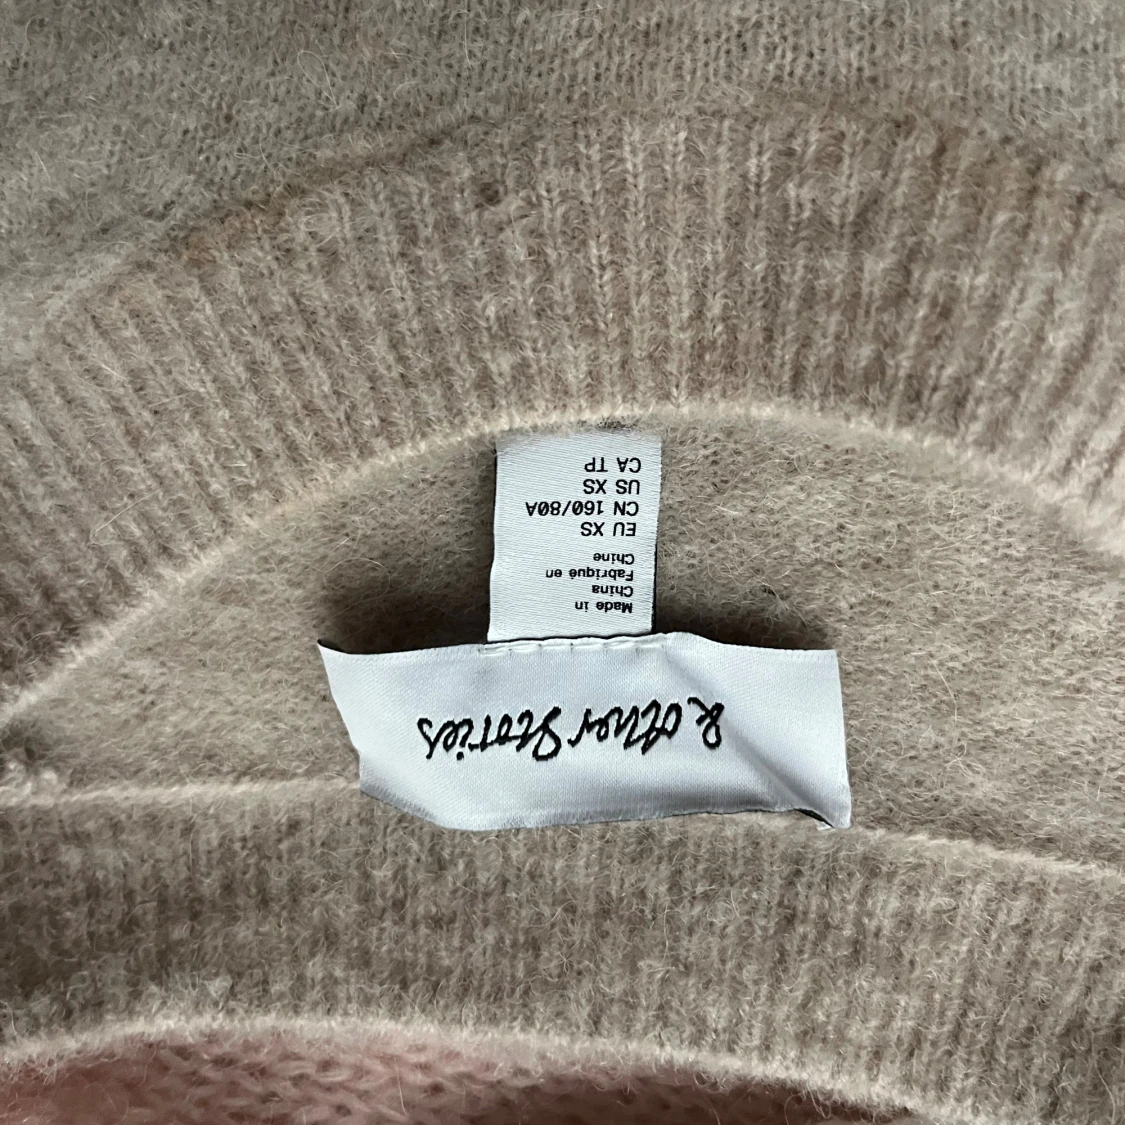 & other Stories
Made in
China
Fabriqué en
Chine
EU XS
CN 160/80A
US XS
CA TP